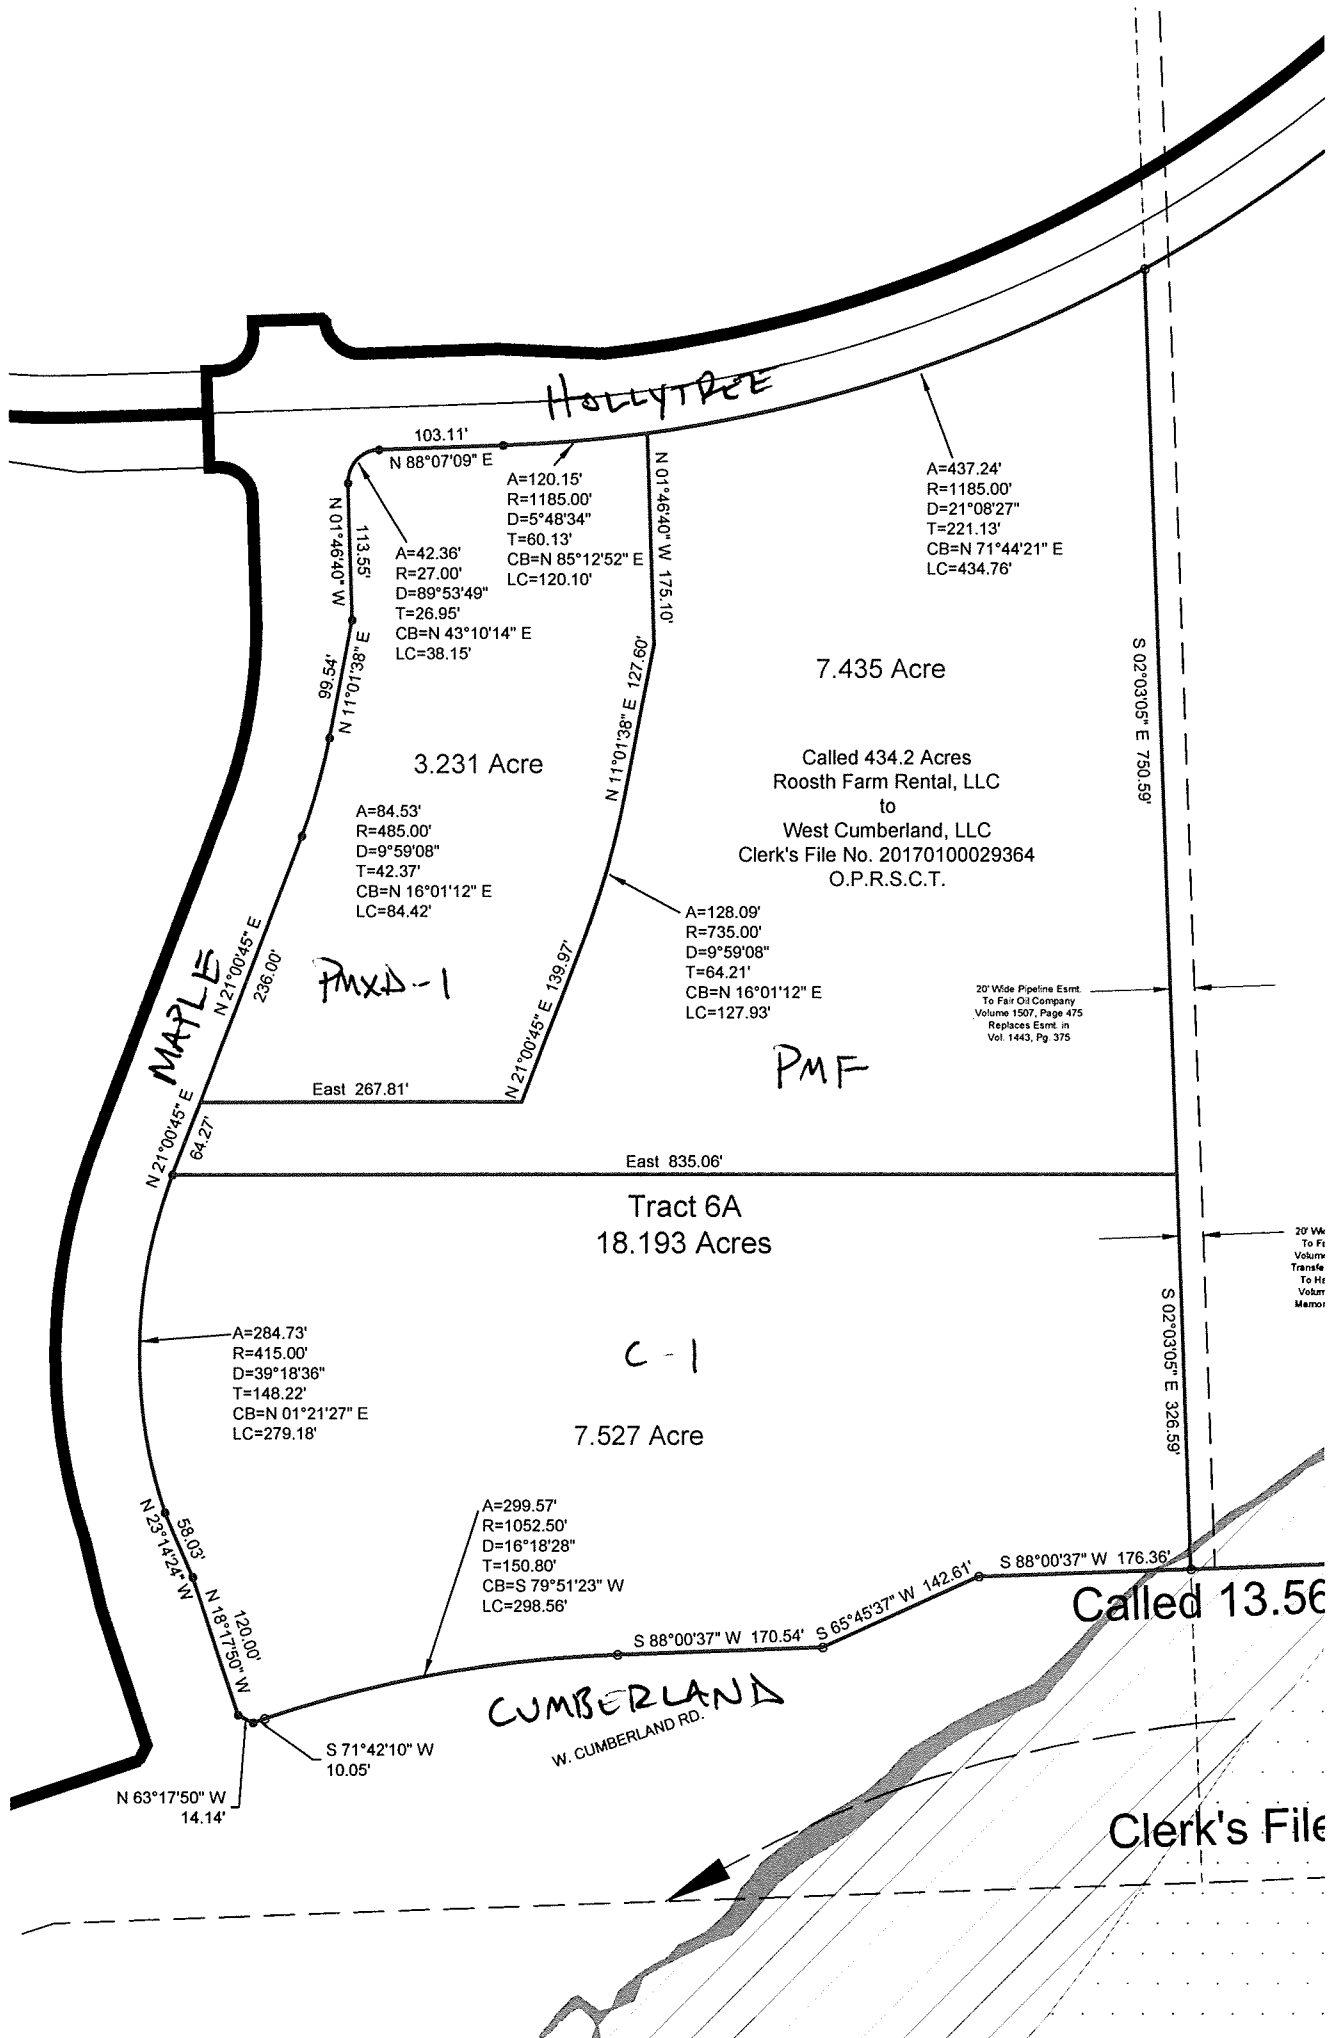 HOLLYTREE
103.11'
N 88°07'09" E
A=120.15'
R=1185.00'
D=5°48'34"
T=60.13'
CB=N 85°12'52" E
LC=120.10'
A=437.24'
R=1185.00'
D=21°08'27"
T=221.13'
CB=N 71°44'21" E
LC=434.76'
N 01°46'40" W 175.10'
113.55'
N 01°46'40" W
A=42.36'
R=27.00'
D=89°53'49"
T=26.95'
CB=N 43°10'14" E
LC=38.15'
99.54'
N 11°01'38" E
N 11°01'38" E 127.60'
S 02°03'05" E 750.59'
7.435 Acre
3.231 Acre
Called 434.2 Acres
Roosth Farm Rental, LLC
to
West Cumberland, LLC
Clerk's File No. 20170100029364
O.P.R.S.C.T.
A=84.53'
R=485.00'
D=9°59'08"
T=42.37'
CB=N 16°01'12" E
LC=84.42'
A=128.09'
R=735.00'
D=9°59'08"
T=64.21'
CB=N 16°01'12" E
LC=127.93'
MAPLE
N 21°00'45" E
236.00'
PMXD-1
N 21°00'45" E 139.97'
20' Wide Pipeline Esmt.
To Fair Oil Company
Volume 1507, Page 475
Replaces Esmt. in
Vol. 1443, Pg. 375
PMF
East 267.81'
N 21°00'45" E
64.27'
East 835.06'
Tract 6A
18.193 Acres
20' W
To F
Volum
Transfe
To H
Volum
Memor
S 02°03'05" E 326.59'
A=284.73'
R=415.00'
D=39°18'36"
T=148.22'
CB=N 01°21'27" E
LC=279.18'
C-1
7.527 Acre
58.03'
N 23°14'24" W
A=299.57'
R=1052.50'
D=16°18'28"
T=150.80'
CB=S 79°51'23" W
LC=298.56'
120.00'
N 18°17'50" W
S 88°00'37" W 170.54'
S 65°45'37" W 142.61'
S 88°00'37" W 176.36'
Called 13.56
CUMBERLAND
W. CUMBERLAND RD.
S 71°42'10" W
10.05'
N 63°17'50" W
14.14'
Clerk's File